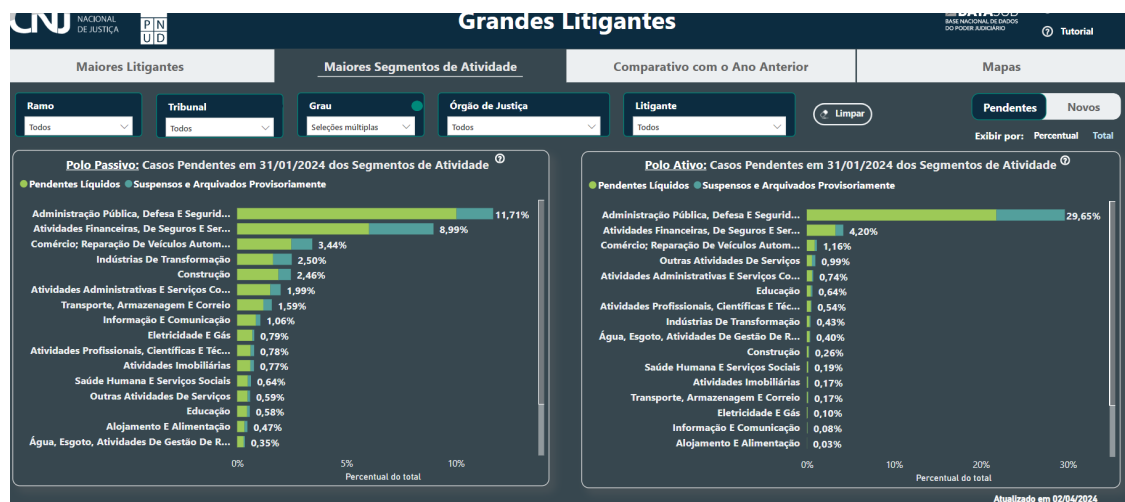 CNJ NACIONAL DE JUSTIÇA
PN
UD
Grandes Litigantes
BASE NACIONAL DE DADOS
DO PODER JUDICIÁRIO
Tutorial
Maiores Litigantes
Maiores Segmentos de Atividade
Comparativo com o Ano Anterior
Mapas
Ramo
Todos
Tribunal
Todos
Grau
Seleções múltiplas
Órgão de Justiça
Todos
Litigante
Todos
Limpar
Pendentes Novos
Exibir por: Percentual Total
Polo Passivo: Casos Pendentes em 31/01/2024 dos Segmentos de Atividade
Pendentes Líquidos Suspensos e Arquivados Provisoriamente
Administração Pública, Defesa E Segurid... 11,71%
Atividades Financeiras, De Seguros E Ser... 8,99%
Comércio; Reparação De Veículos Autom... 3,44%
Indústrias De Transformação 2,50%
Construção 2,46%
Atividades Administrativas E Serviços Co... 1,99%
Transporte, Armazenagem E Correio 1,59%
Informação E Comunicação 1,06%
Eletricidade E Gás 0,79%
Atividades Profissionais, Científicas E Téc... 0,78%
Atividades Imobiliárias 0,77%
Saúde Humana E Serviços Sociais 0,64%
Outras Atividades De Serviços 0,59%
Educação 0,58%
Alojamento E Alimentação 0,47%
Água, Esgoto, Atividades De Gestão De R... 0,35%
0% 5% 10%
Percentual do total
Polo Ativo: Casos Pendentes em 31/01/2024 dos Segmentos de Atividade
Pendentes Líquidos Suspensos e Arquivados Provisoriamente
Administração Pública, Defesa E Segurid... 29,65%
Atividades Financeiras, De Seguros E Ser... 4,20%
Comércio; Reparação De Veículos Autom... 1,16%
Outras Atividades De Serviços 0,99%
Atividades Administrativas E Serviços Co... 0,74%
Educação 0,64%
Atividades Profissionais, Científicas E Téc... 0,54%
Indústrias De Transformação 0,43%
Água, Esgoto, Atividades De Gestão De R... 0,40%
Construção 0,26%
Saúde Humana E Serviços Sociais 0,19%
Atividades Imobiliárias 0,17%
Transporte, Armazenagem E Correio 0,17%
Eletricidade E Gás 0,10%
Informação E Comunicação 0,08%
Alojamento E Alimentação 0,03%
0% 10% 20% 30%
Percentual do total
Atualizado em 02/04/2024